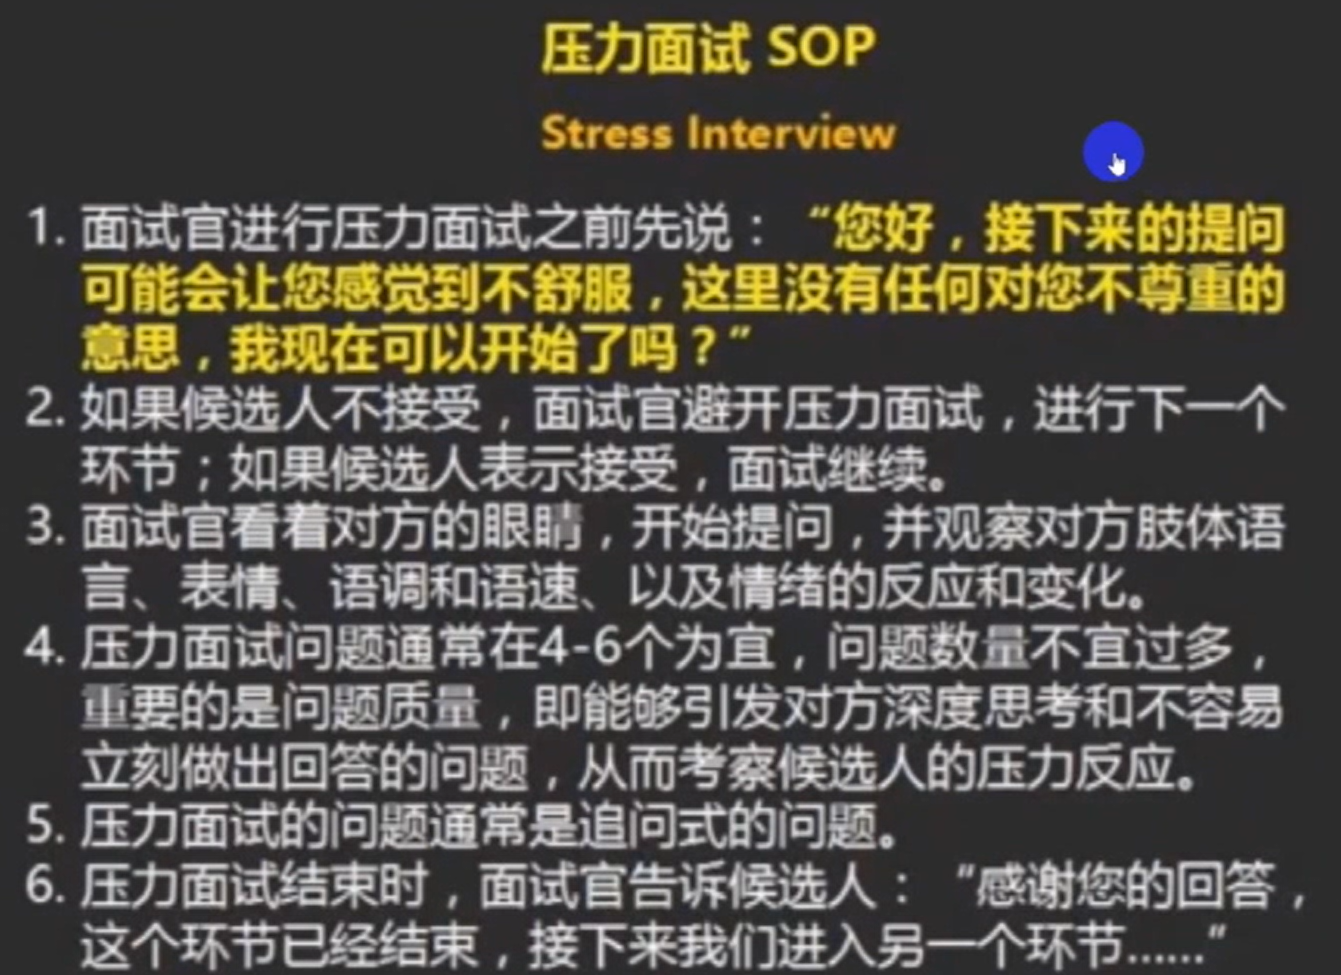 压力面试 SOP
Stress Interview
1. 面试官进行压力面试之前先说：“您好，接下来的提问
可能会让您感觉到不舒服，这里没有任何对您不尊重的
意思，我现在可以开始了吗？”
2. 如果候选人不接受，面试官避开压力面试，进行下一个
环节；如果候选人表示接受，面试继续。
3. 面试官看着对方的眼睛，开始提问，并观察对方肢体语
言、表情、语调和语速、以及情绪的反应和变化。
4. 压力面试问题通常在4-6个为宜，问题数量不宜过多，
重要的是问题质量，即能够引发对方深度思考和不容易
立刻做出回答的问题，从而考察候选人的压力反应。
5. 压力面试的问题通常是追问式的问题。
6. 压力面试结束时，面试官告诉候选人：“感谢您的回答，
这个环节已经结束，接下来我们进入另一个环节……”